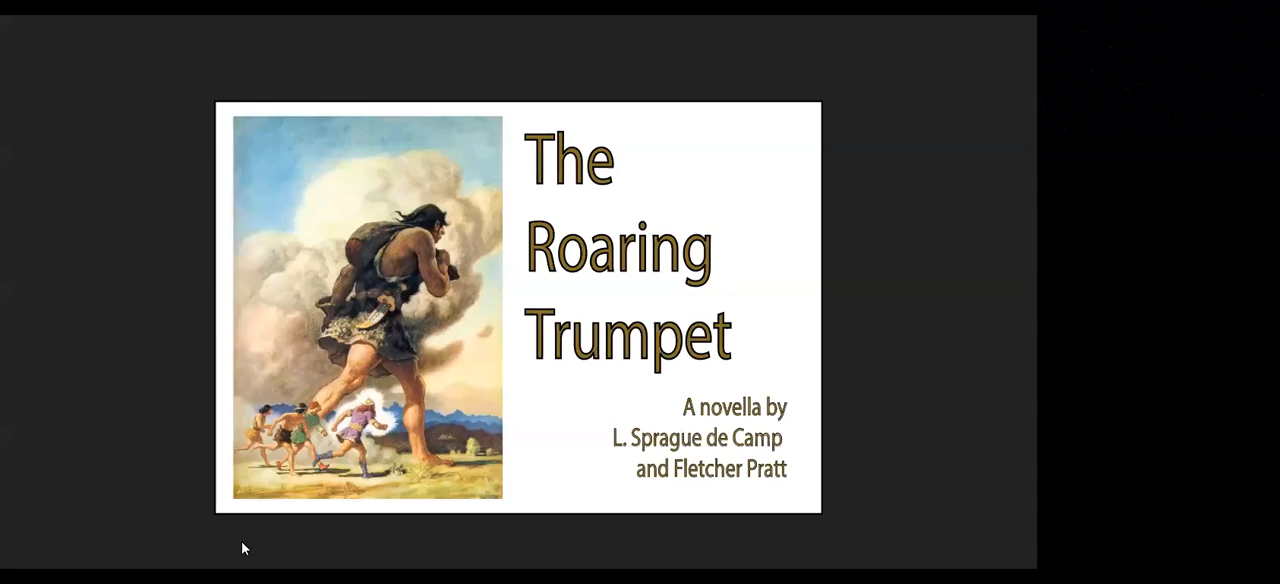 The
Roaring
Trumpet
A novella by
L. Sprague de Camp
and Fletcher Pratt